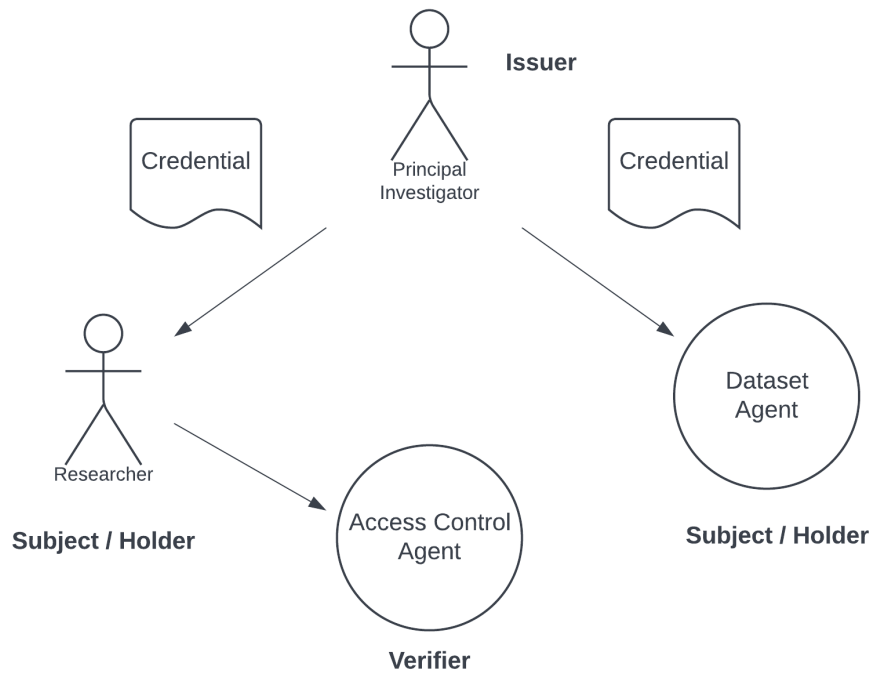 Issuer
Credential
Credential
Principal
Investigator
Dataset
Agent
Researcher
Access Control
Agent
Subject / Holder
Subject / Holder
Verifier